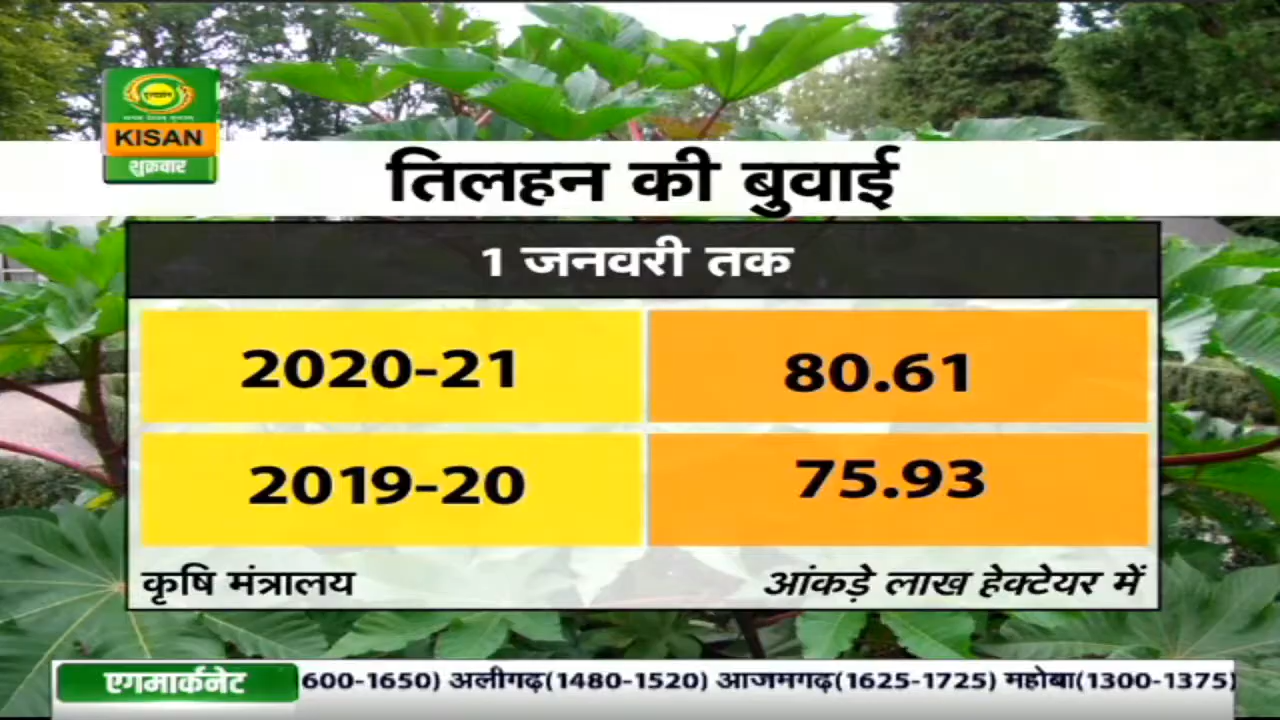 KISAN
शुक्रवार
तिलहन की बुवाई
1 जनवरी तक
2020-21 80.61
2019-20 75.93
कृषि मंत्रालय आंकड़े लाख हेक्टेयर में
एगमार्कनेट 600-1650) अलीगढ़(1480-1520) आजमगढ़(1625-1725) महोबा(1300-1375)